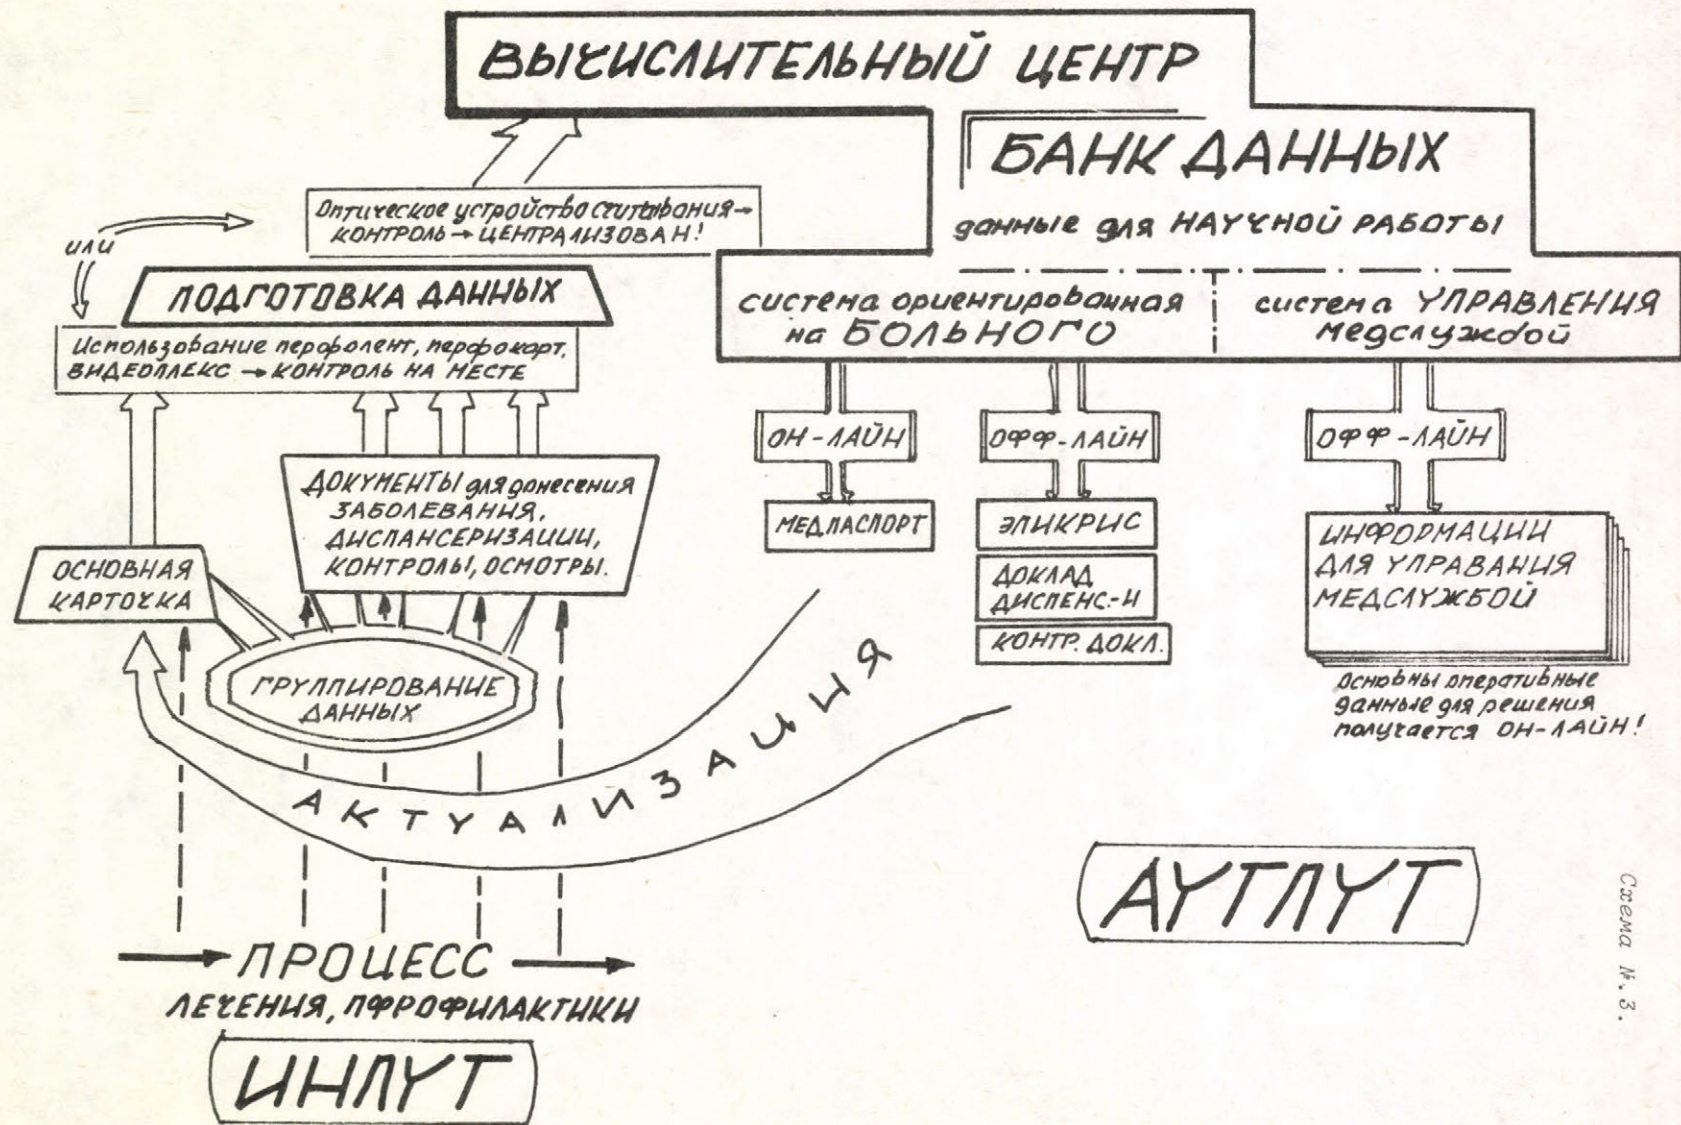 ВЫЧИСЛИТЕЛЬНЫЙ ЦЕНТР
БАНК ДАННЫХ
данные для НАУЧНОЙ РАБОТЫ
система ориентированная
на БОЛЬНОГО
система УПРАВЛЕНИЯ
медслужбой
Оптическое устройство считывания→
КОНТРОЛЬ → ЦЕНТРАЛИЗОВАН!
или
ПОДГОТОВКА ДАННЫХ
Использование перфолент, перфокарт,
ВИДЕОПЛЕКС → КОНТРОЛЬ НА МЕСТЕ
ОН-ЛАЙН
ОФФ-ЛАЙН
ОФФ-ЛАЙН
ДОКУМЕНТЫ для донесения
ЗАБОЛЕВАНИЯ,
ДИСПАНСЕРИЗАЦИИ,
КОНТРОЛЫ, ОСМОТРЫ.
ОСНОВНАЯ
КАРТОЧКА
МЕДПАСПОРТ
ЭПИКРИС
ДОКЛАД
ДИСПЕНС.-И
КОНТР. ДОКЛ.
ИНФОРМАЦИИ
ДЛЯ УПРАВАНИЯ
МЕДСЛУЖБОЙ
Основны оперативные
данные для решения
получается ОН-ЛАЙН!
ГРУППИРОВАНИЕ
ДАННЫХ
АКТУАЛИЗАЦИЯ
ПРОЦЕСС
ЛЕЧЕНИЯ, ПФРОФИЛАКТИКИ
ИНПУТ
АУТПУТ
Схема №. 3.